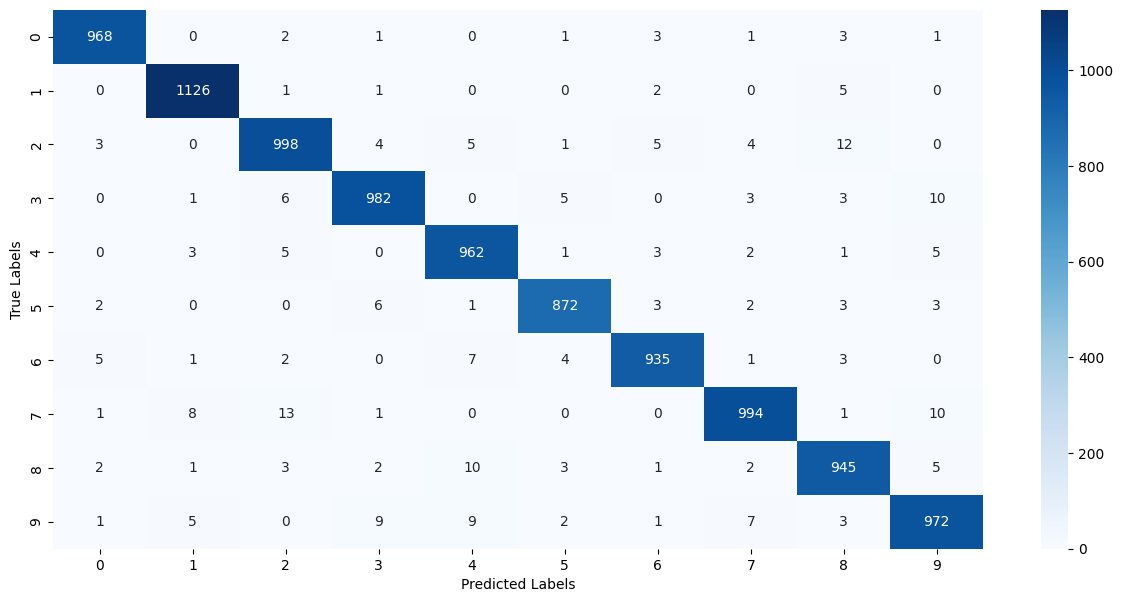 0 968 0 2 1 0 1 3 1 3 1
1 0 1126 1 1 0 0 2 0 5 0
2 3 0 998 4 5 1 5 4 12 0
3 0 1 6 982 0 5 0 3 3 10
4 0 3 5 0 962 1 3 2 1 5
5 2 0 0 6 1 872 3 2 3 3
6 5 1 2 0 7 4 935 1 3 0
7 1 8 13 1 0 0 0 994 1 10
8 2 1 3 2 10 3 1 2 945 5
9 1 5 0 9 9 2 1 7 3 972
0 1 2 3 4 5 6 7 8 9
Predicted Labels
True Labels
1000
800
600
400
200
0